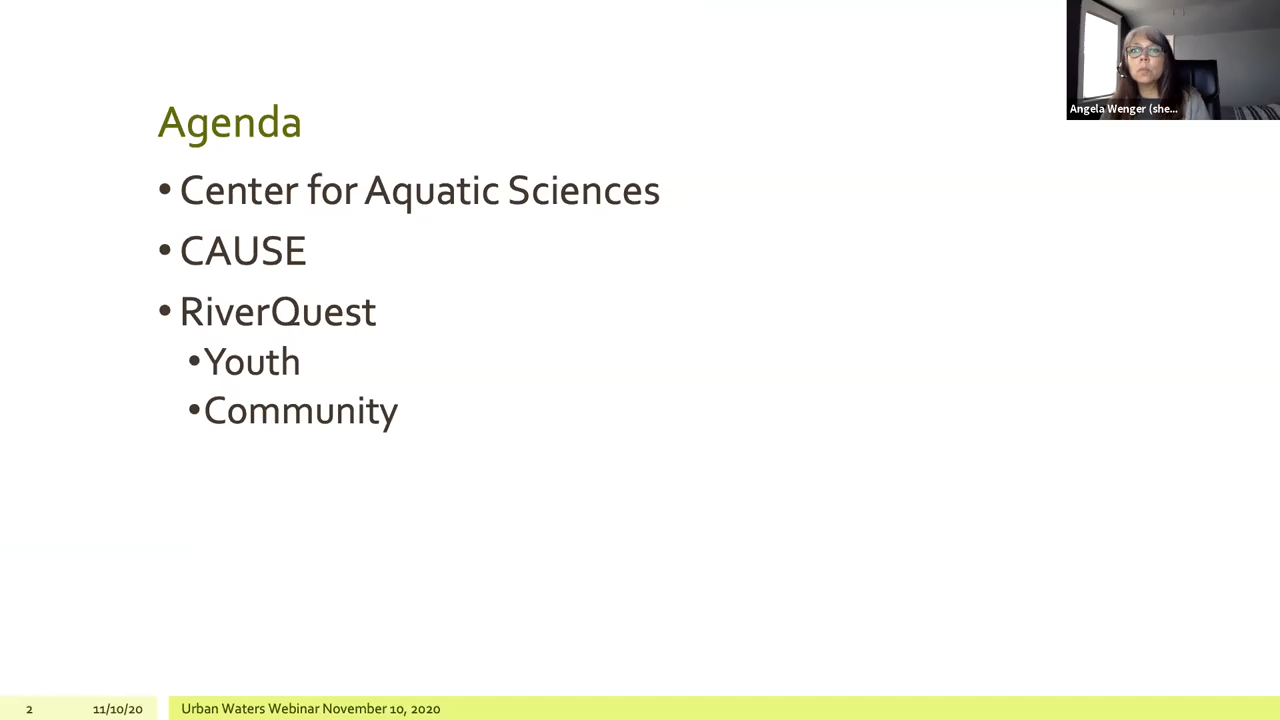 Agenda
• Center for Aquatic Sciences
• CAUSE
• RiverQuest
•Youth
•Community
Angela Wenger (she...
2 11/10/20 Urban Waters Webinar November 10, 2020